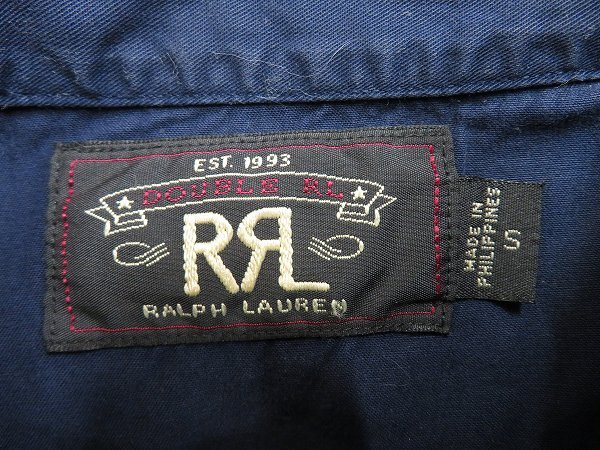 EST. 1993
DOUBLE RL
RRL
RALPH LAUREN
MADE IN
PHILIPPINES
S